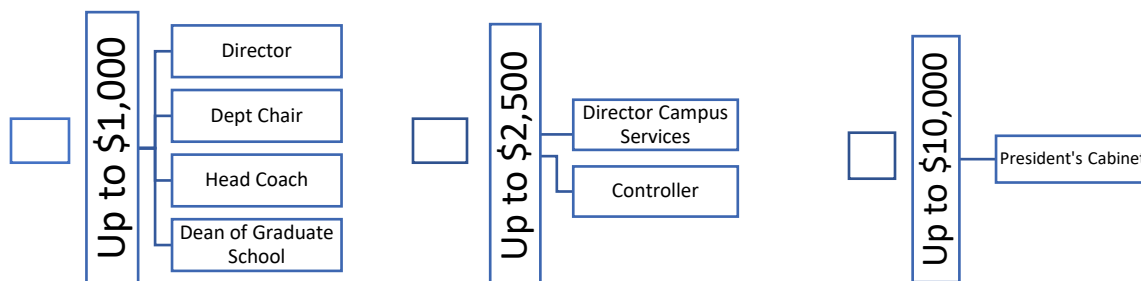 Up to $1,000
Director
Dept Chair
Head Coach
Dean of Graduate
School
Up to $2,500
Director Campus
Services
Controller
Up to $10,000
President's Cabinet